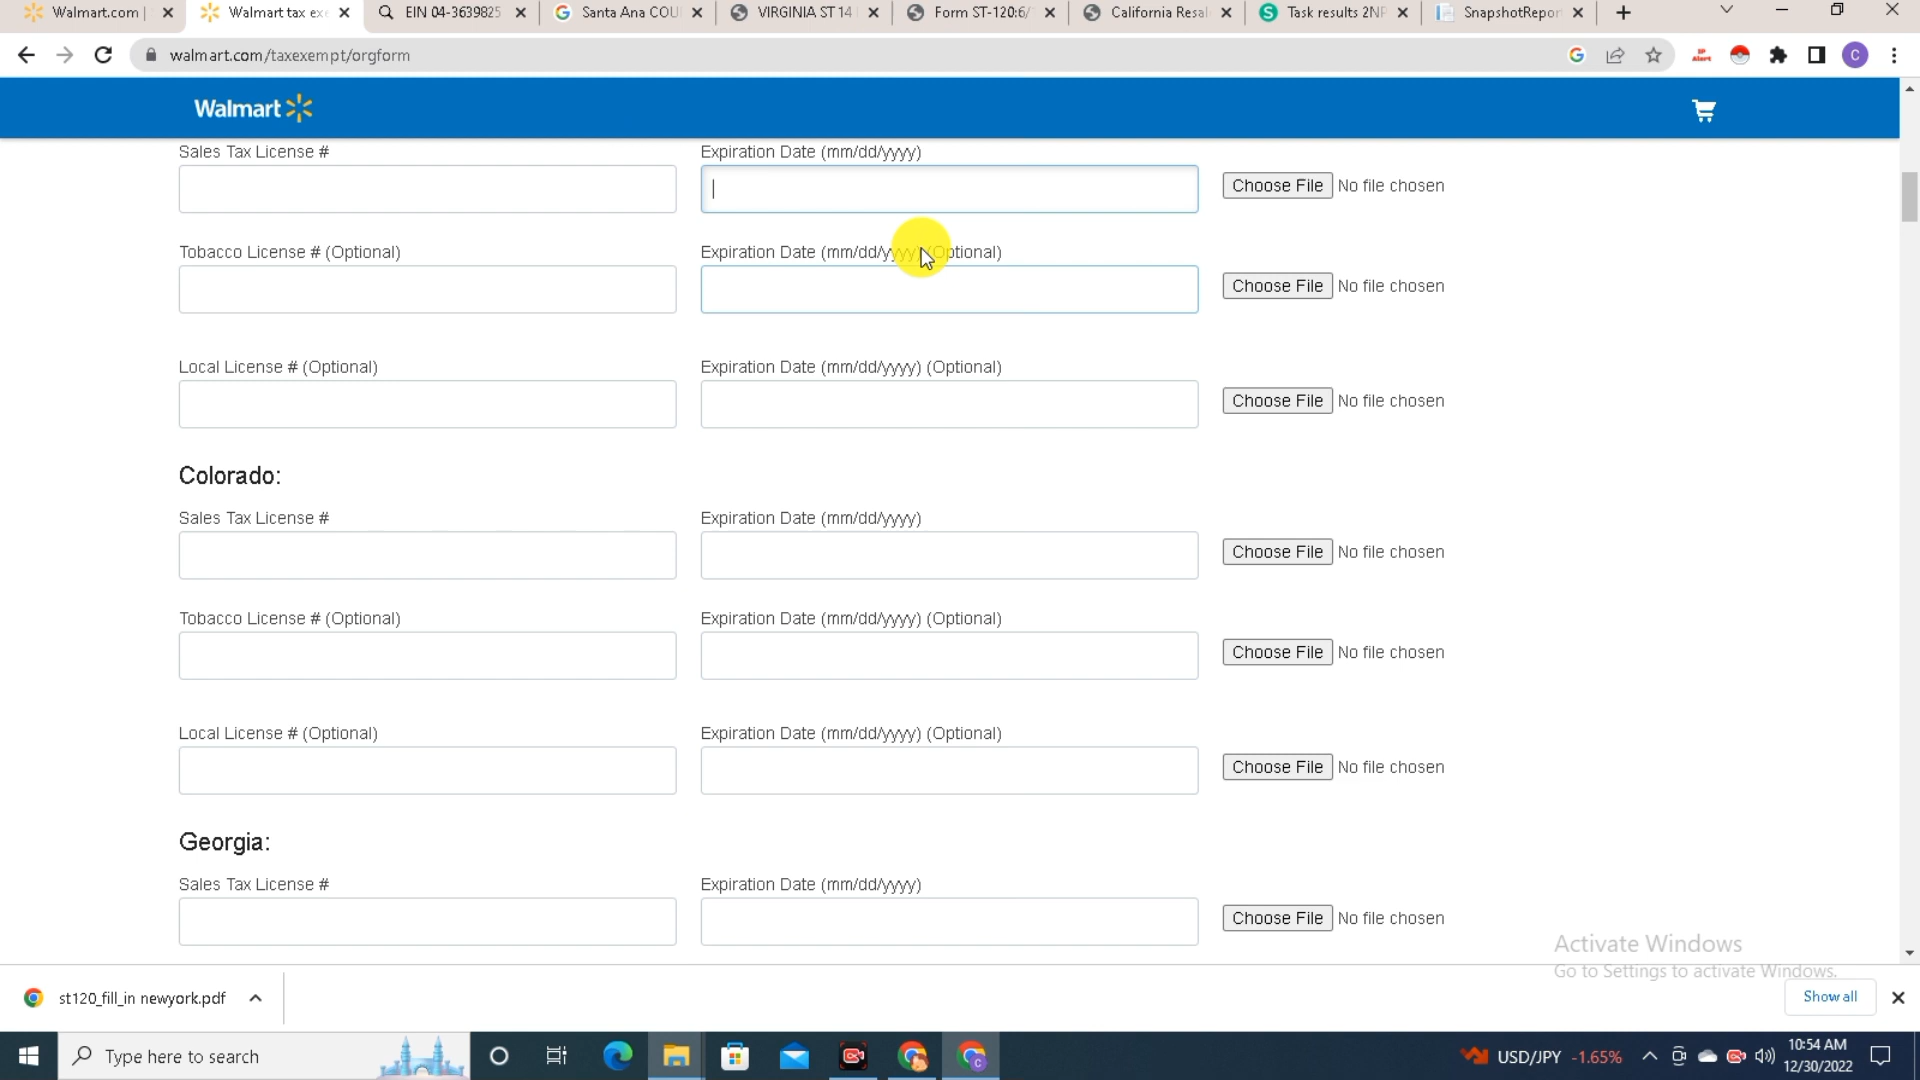 Walmart.com |
Walmart tax exe
EIN 04-3639825
Santa Ana COU
VIRGINIA ST 14
Form ST-120:6/
California Resal
Task results 2NP
SnapshotRepor
walmart.com/taxexempt/orgform
Walmart
Sales Tax License # Expiration Date (mm/dd/yyyy)
Choose File No file chosen
Tobacco License # (Optional) Expiration Date (mm/dd/yyyy) (Optional)
Choose File No file chosen
Local License # (Optional) Expiration Date (mm/dd/yyyy) (Optional)
Choose File No file chosen
Colorado:
Sales Tax License # Expiration Date (mm/dd/yyyy)
Choose File No file chosen
Tobacco License # (Optional) Expiration Date (mm/dd/yyyy) (Optional)
Choose File No file chosen
Local License # (Optional) Expiration Date (mm/dd/yyyy) (Optional)
Choose File No file chosen
Georgia:
Sales Tax License # Expiration Date (mm/dd/yyyy)
Choose File No file chosen
Activate Windows
Go to Settings to activate Windows.
st120_fill_in newyork.pdf
Show all
Type here to search
USD/JPY -1.65%
10:54 AM
12/30/2022